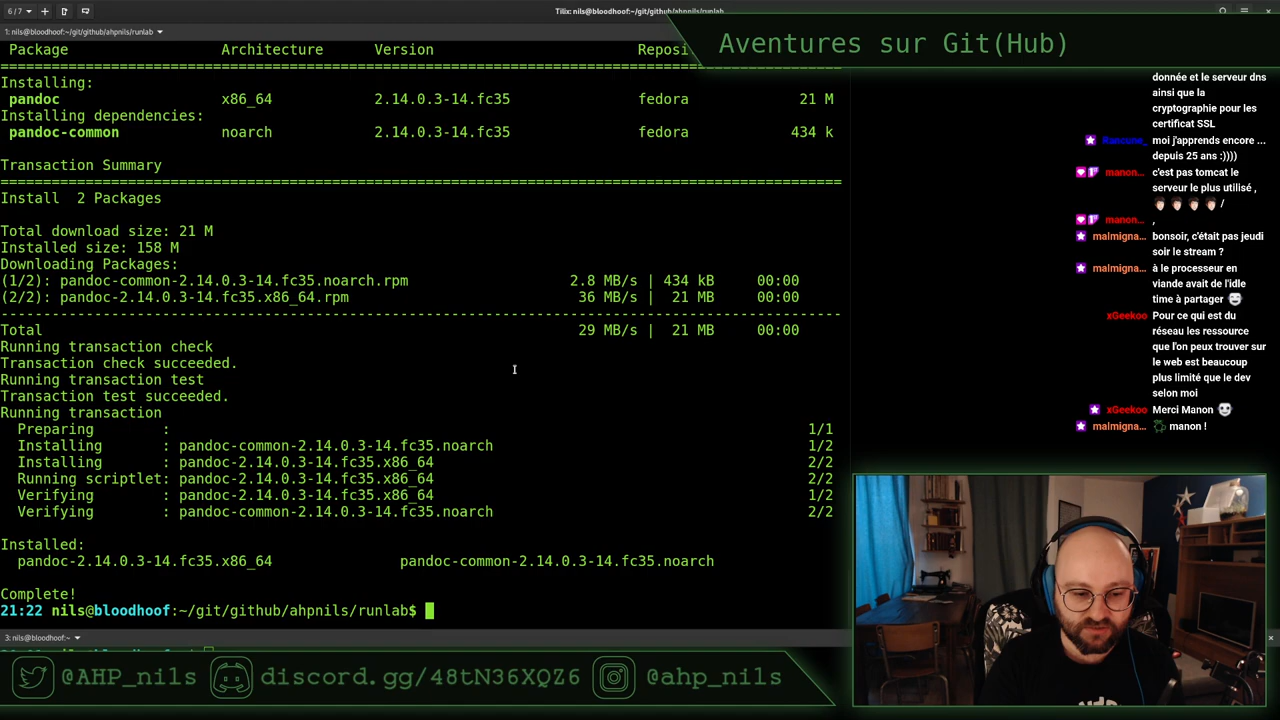 6/7
Tilix: nils@bloodhoof:~/git/github/ahpnils/runlab
1: nils@bloodhoof:~/git/github/ahpnils/runlab
Aventures sur Git(Hub)
Package Architecture Version Reposi
Installing:
pandoc x86_64 2.14.0.3-14.fc35 fedora 21 M
Installing dependencies:
pandoc-common noarch 2.14.0.3-14.fc35 fedora 434 k
Transaction Summary
Install 2 Packages
Total download size: 21 M
Installed size: 158 M
Downloading Packages:
(1/2): pandoc-common-2.14.0.3-14.fc35.noarch.rpm 2.8 MB/s | 434 kB 00:00
(2/2): pandoc-2.14.0.3-14.fc35.x86_64.rpm 36 MB/s | 21 MB 00:00
Total 29 MB/s | 21 MB 00:00
Running transaction check
Transaction check succeeded.
Running transaction test
Transaction test succeeded.
Running transaction
Preparing : 1/1
Installing : pandoc-common-2.14.0.3-14.fc35.noarch 1/2
Installing : pandoc-2.14.0.3-14.fc35.x86_64 2/2
Running scriptlet: pandoc-2.14.0.3-14.fc35.x86_64 2/2
Verifying : pandoc-2.14.0.3-14.fc35.x86_64 1/2
Verifying : pandoc-common-2.14.0.3-14.fc35.noarch 2/2
Installed:
pandoc-2.14.0.3-14.fc35.x86_64 pandoc-common-2.14.0.3-14.fc35.noarch
Complete!
21:22 nils@bloodhoof:~/git/github/ahpnils/runlab$
3: nils@bloodhoof:~
donnée et le serveur dns
ainsi que la
cryptographie pour les
certificat SSL
Rancune_ moi j'apprends encore ...
depuis 25 ans :))))
manon... c'est pas tomcat le
serveur le plus utilisé ,
/
manon... ,
malmigna... bonsoir, c'était pas jeudi
soir le stream ?
malmigna... à le processeur en
viande avait de l'idle
time à partager
xGeekoo Pour ce qui est du
réseau les ressource
que l'on peux trouver sur
le web est beaucoup
plus limité que le dev
selon moi
xGeekoo Merci Manon
malmigna... manon !
@AHP_nils discord.gg/48tN36XQZ6 @ahp_nils